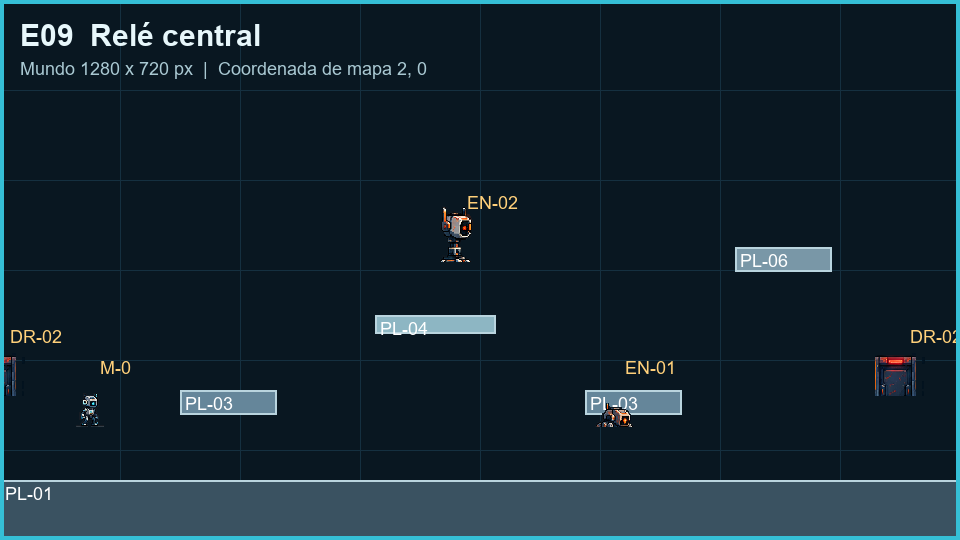 E09  Relé central
Mundo 1280 x 720 px  |  Coordenada de mapa 2, 0
EN-02
PL-06
PL-04
DR-02
DR-02
M-0
EN-01
PL-03
PL-03
PL-01